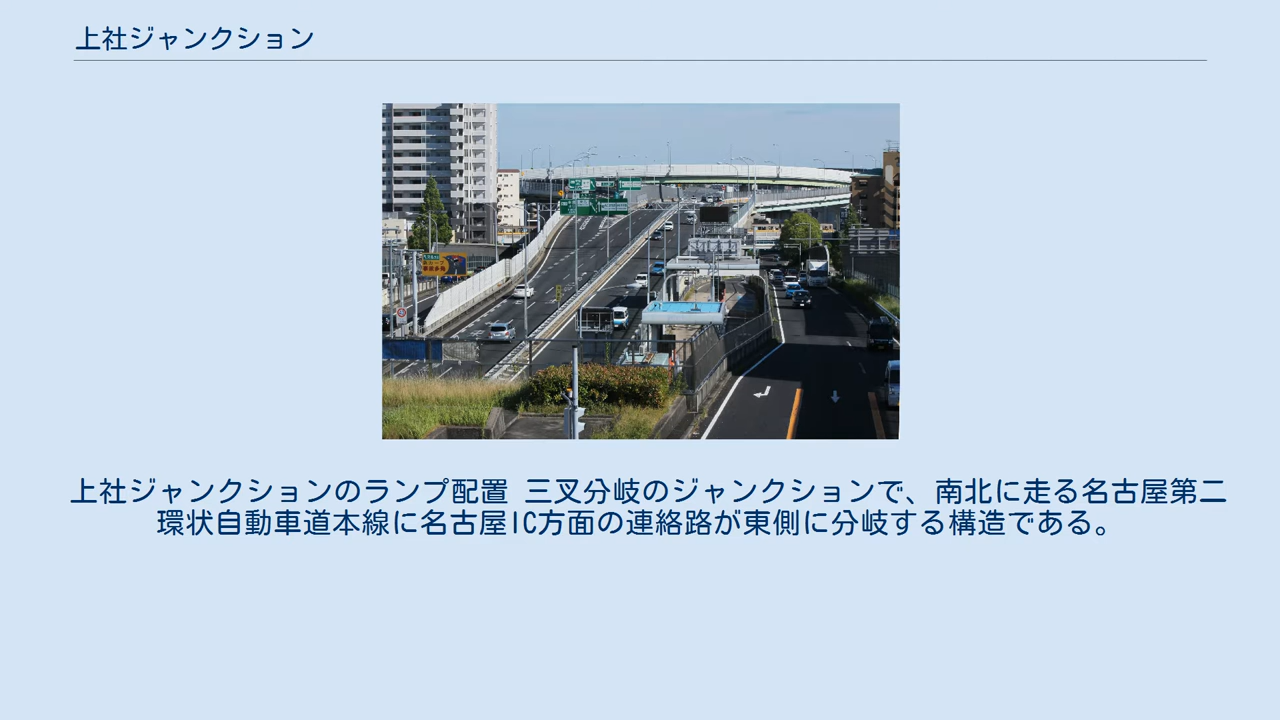 上社ジャンクション
上社ジャンクションのランプ配置 三叉分岐のジャンクションで、南北に走る名古屋第二
環状自動車道本線に名古屋IC方面の連絡路が東側に分岐する構造である。